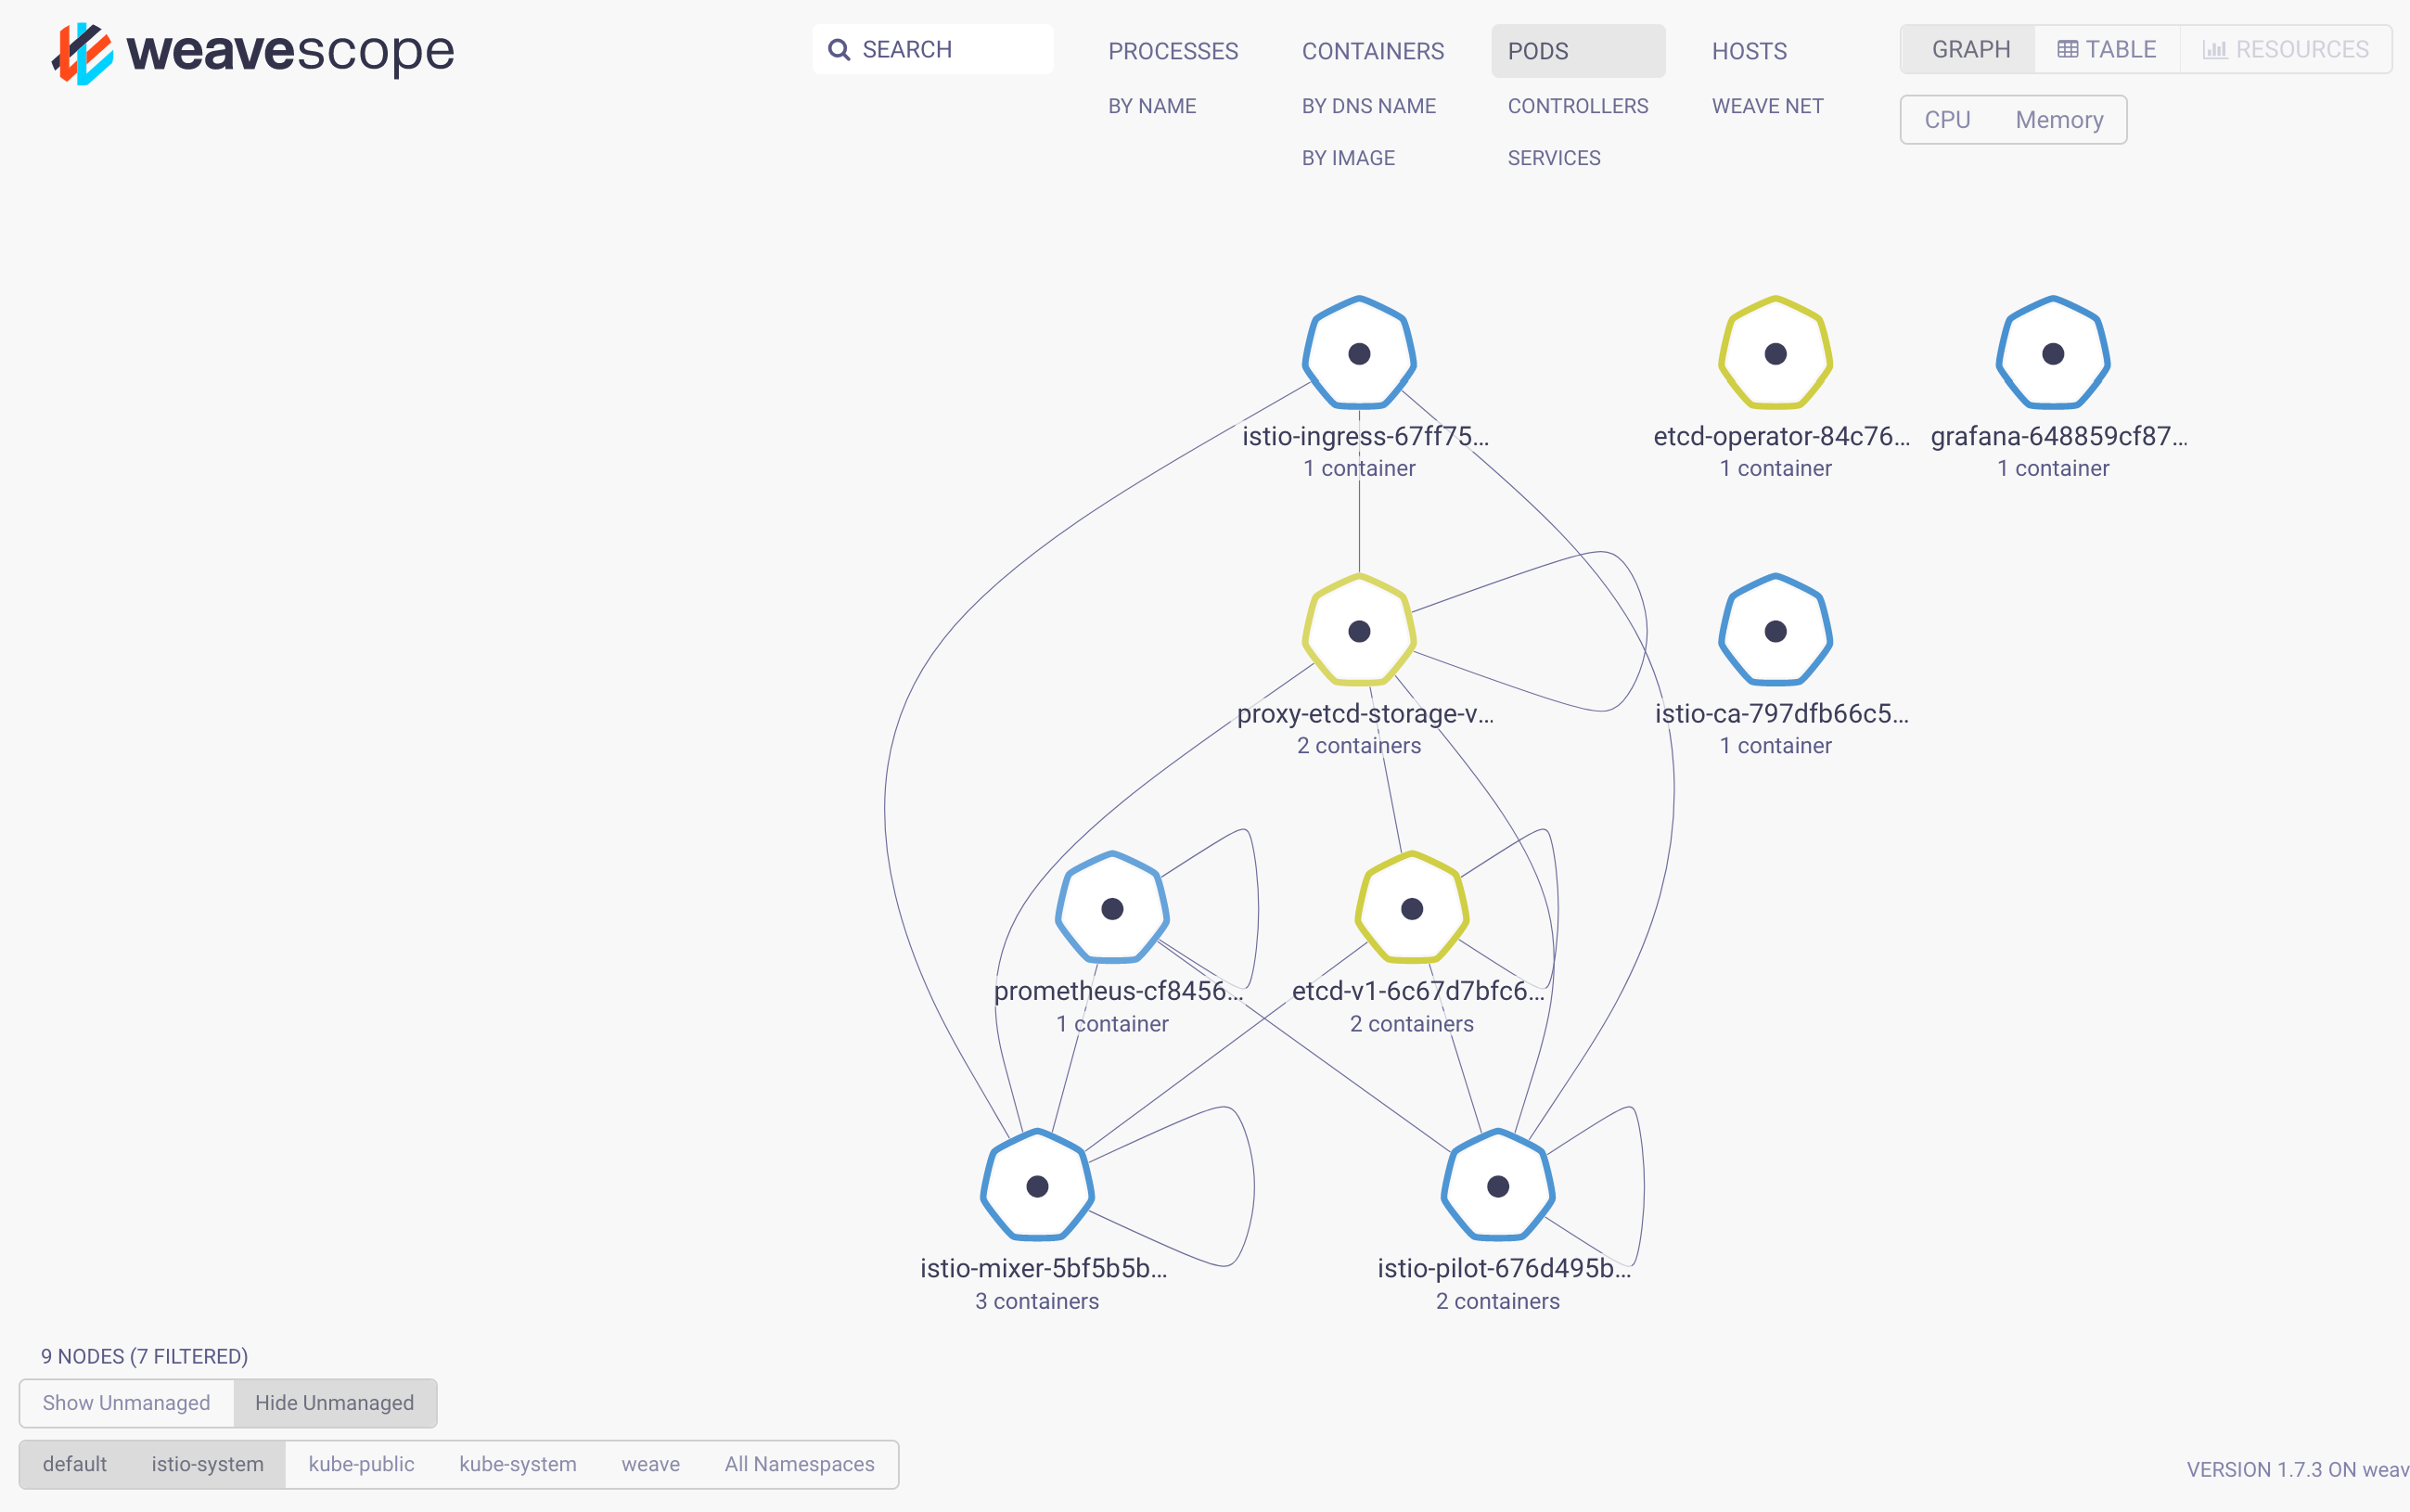 weavescope
SEARCH
PROCESSES
BY NAME
CONTAINERS
BY DNS NAME
BY IMAGE
PODS
CONTROLLERS
SERVICES
HOSTS
WEAVE NET
GRAPH
TABLE
RESOURCES
CPU
Memory
istio-ingress-67ff75...
1 container
etcd-operator-84c76...
1 container
grafana-648859cf87...
1 container
proxy-etcd-storage-v...
2 containers
istio-ca-797dfb66c5...
1 container
prometheus-cf8456...
1 container
etcd-v1-6c67d7bfc6...
2 containers
istio-mixer-5bf5b5b...
3 containers
istio-pilot-676d495b...
2 containers
9 NODES (7 FILTERED)
Show Unmanaged
Hide Unmanaged
default
istio-system
kube-public
kube-system
weave
All Namespaces
VERSION 1.7.3 ON weav